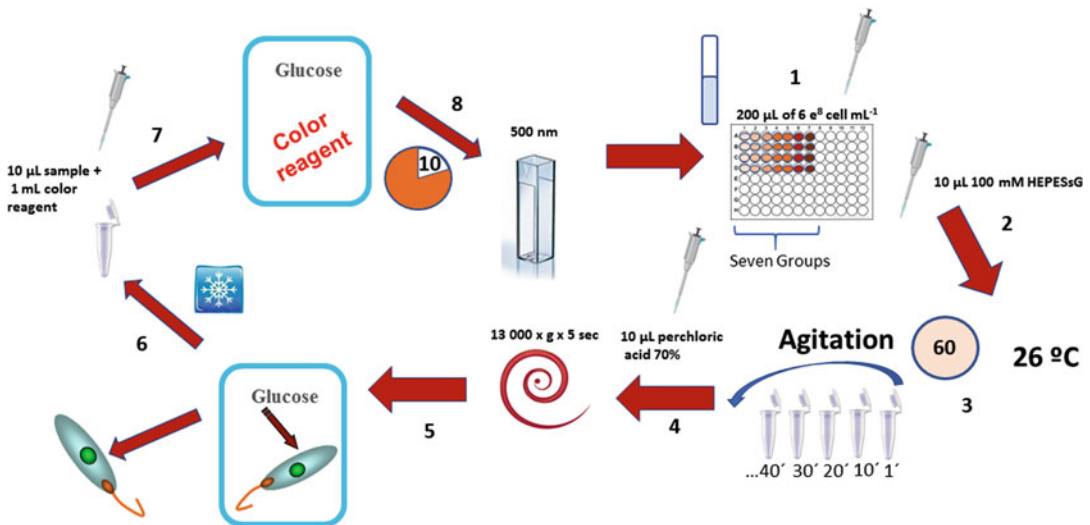 1
200 µL of 6 e⁸ cell mL⁻¹
Seven Groups
10 µL 100 mM HEPESsG
2
26 ºC
60
3
Agitation
...40´ 30´ 20´ 10´ 1´
10 µL perchloric
acid 70%
4
13 000 x g x 5 sec
5
Glucose
6
10 µL sample +
1 mL color
reagent
7
Glucose
Color
reagent
8
10
500 nm